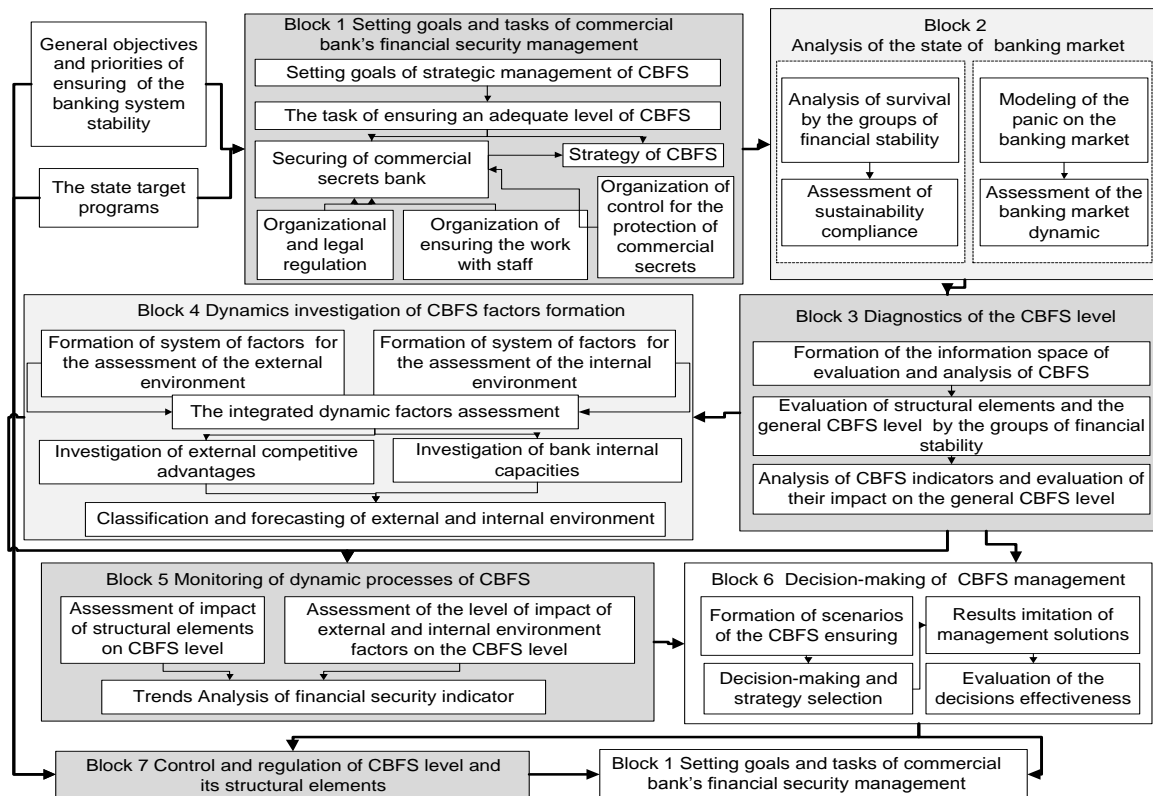 General objectives
and priorities of
ensuring of the
banking system
stability
The state target
programs
Block 1 Setting goals and tasks of commercial
bank's financial security management
Setting goals of strategic management of CBFS
The task of ensuring an adequate level of CBFS
Securing of commercial
secrets bank
Strategy of CBFS
Organizational
and legal
regulation
Organization of
ensuring the work
with staff
Organization of
control for the
protection of
commercial
secrets
Block 2
Analysis of the state of banking market
Analysis of survival
by the groups of
financial stability
Assessment of
sustainability
compliance
Modeling of the
panic on the
banking market
Assessment of the
banking market
dynamic
Block 4 Dynamics investigation of CBFS factors formation
Formation of system of factors for
the assessment of the external
environment
Formation of system of factors for
the assessment of the internal
environment
The integrated dynamic factors assessment
Investigation of external competitive
advantages
Investigation of bank internal
capacities
Classification and forecasting of external and internal environment
Block 3 Diagnostics of the CBFS level
Formation of the information space of
evaluation and analysis of CBFS
Evaluation of structural elements and the
general CBFS level by the groups of financial
stability
Analysis of CBFS indicators and evaluation of
their impact on the general CBFS level
Block 5 Monitoring of dynamic processes of CBFS
Assessment of impact
of structural elements
on CBFS level
Assessment of the level of impact of
external and internal environment
factors on the CBFS level
Trends Analysis of financial security indicator
Block 6 Decision-making of CBFS management
Formation of scenarios
of the CBFS ensuring
Decision-making and
strategy selection
Results imitation of
management solutions
Evaluation of the
decisions effectiveness
Block 7 Control and regulation of CBFS level and
its structural elements
Block 1 Setting goals and tasks of commercial
bank's financial security management